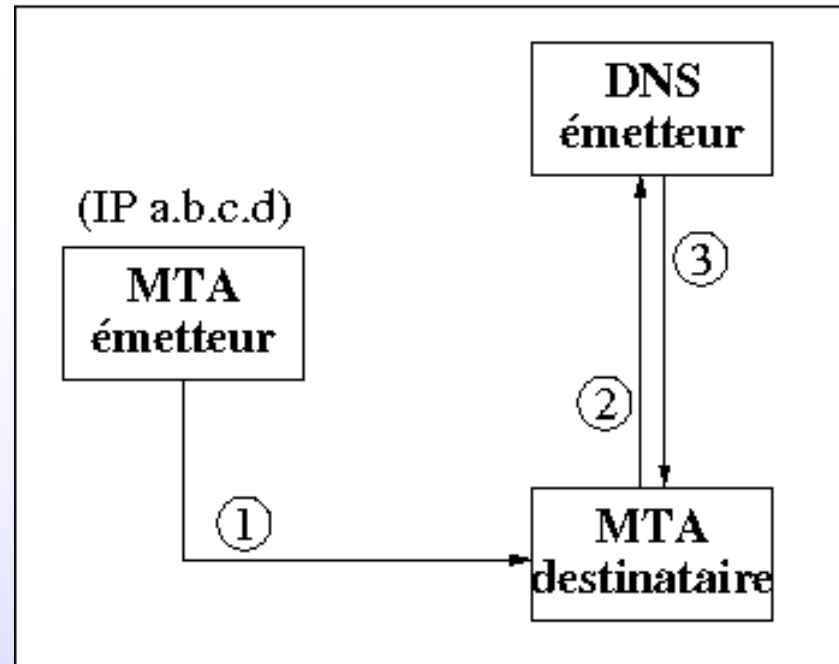 DNS
émetteur
(IP a.b.c.d)
MTA
émetteur
3
2
1
MTA
destinataire